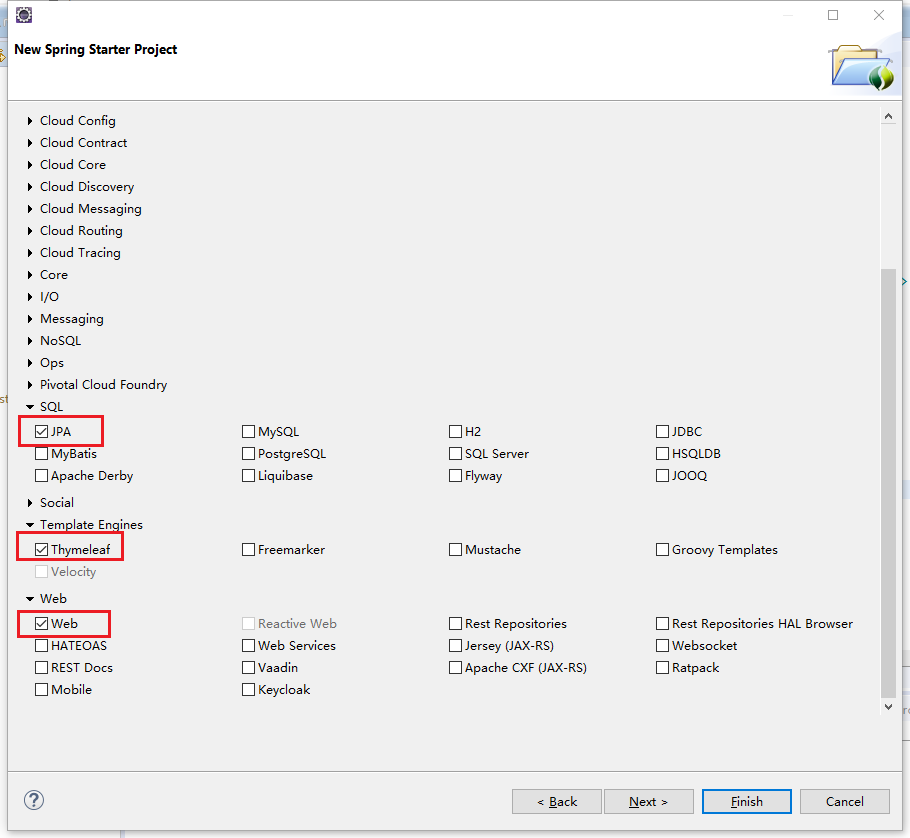 New Spring Starter Project
Cloud Config
Cloud Contract
Cloud Core
Cloud Discovery
Cloud Messaging
Cloud Routing
Cloud Tracing
Core
I/O
Messaging
NoSQL
Ops
Pivotal Cloud Foundry
SQL
JPA MySQL H2 JDBC
MyBatis PostgreSQL SQL Server HSQLDB
Apache Derby Liquibase Flyway JOOQ
Social
Template Engines
Thymeleaf Freemarker Mustache Groovy Templates
Velocity
Web
Web Reactive Web Rest Repositories Rest Repositories HAL Browser
HATEOAS Web Services Jersey (JAX-RS) Websocket
REST Docs Vaadin Apache CXF (JAX-RS) Ratpack
Mobile Keycloak
? < Back Next > Finish Cancel